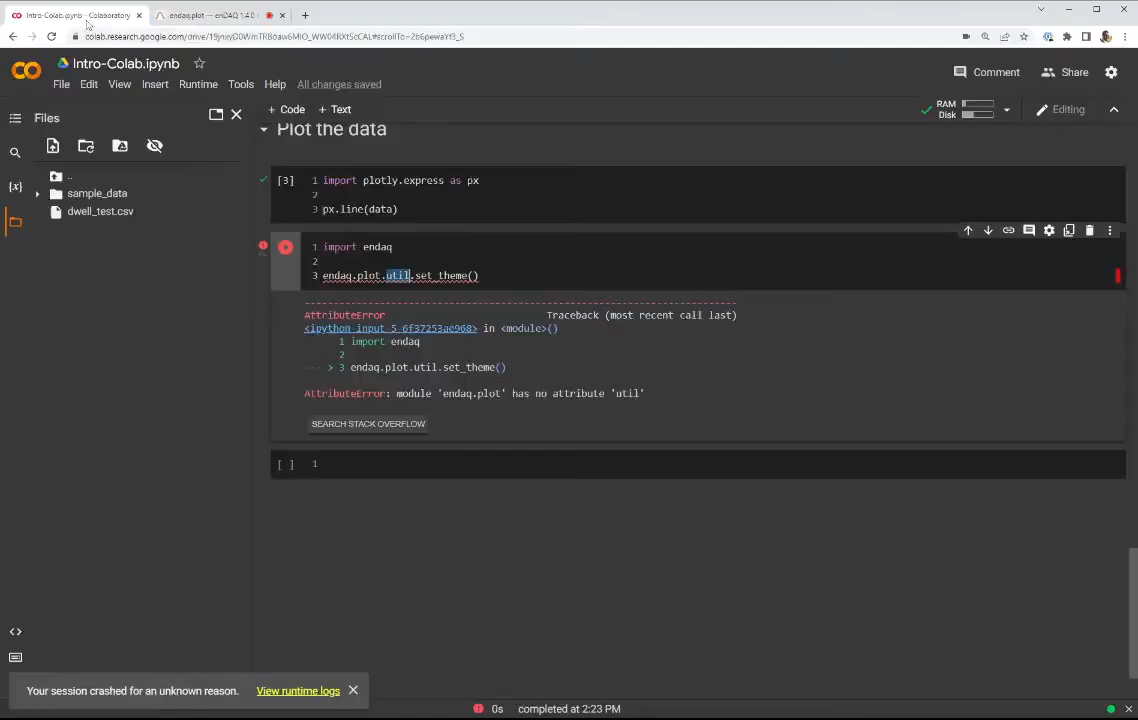 Intro-Colab.ipynb - Colaboratory
endaq.plot — enDAQ 1.4.0
colab.research.google.com/drive/19jnxyD0WmTRBoaw6MIO_WW04RXt5cCAL#scrollTo=2b6pewaYf3_S
Intro-Colab.ipynb
File Edit View Insert Runtime Tools Help All changes saved
Comment Share
Files
+ Code + Text
RAM
Disk
Editing
Plot the data
..
sample_data
dwell_test.csv
[3] 1 import plotly.express as px
2
3 px.line(data)
1 import endaq
2
3 endaq.plot.util.set_theme()
---------------------------------------------------------------------------
AttributeError Traceback (most recent call last)
<ipython-input-5-6f37253ae968> in <module>()
1 import endaq
2
----> 3 endaq.plot.util.set_theme()
AttributeError: module 'endaq.plot' has no attribute 'util'
SEARCH STACK OVERFLOW
[ ] 1
Your session crashed for an unknown reason. View runtime logs
0s completed at 2:23 PM